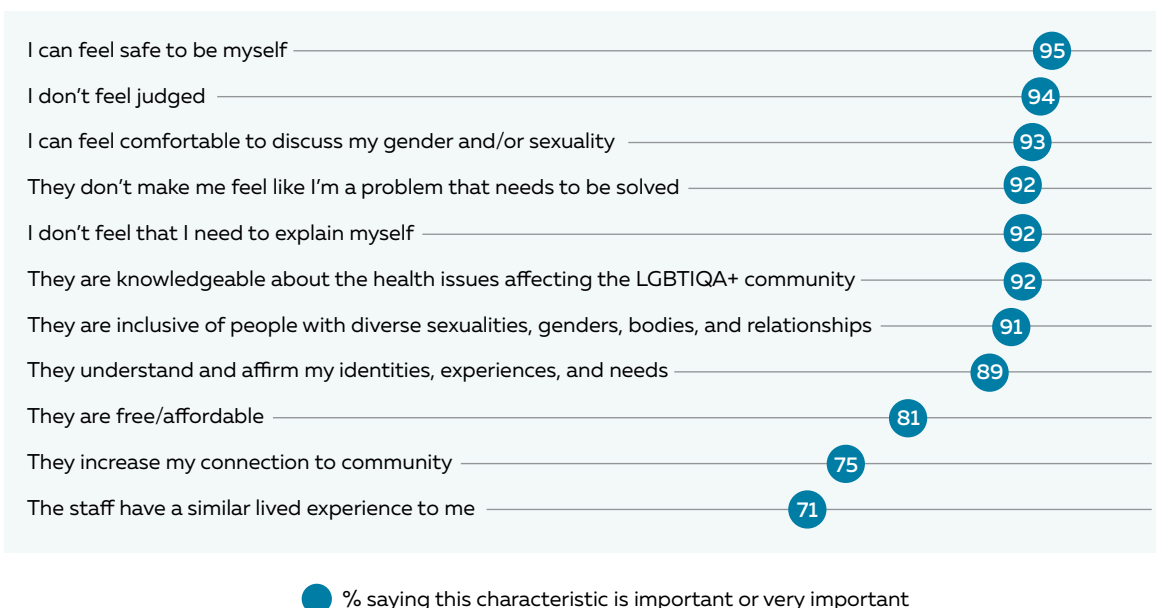 I can feel safe to be myself 95
I don’t feel judged 94
I can feel comfortable to discuss my gender and/or sexuality 93
They don’t make me feel like I’m a problem that needs to be solved 92
I don’t feel that I need to explain myself 92
They are knowledgeable about the health issues affecting the LGBTIQA+ community 92
They are inclusive of people with diverse sexualities, genders, bodies, and relationships 91
They understand and affirm my identities, experiences, and needs 89
They are free/affordable 81
They increase my connection to community 75
The staff have a similar lived experience to me 71
% saying this characteristic is important or very important